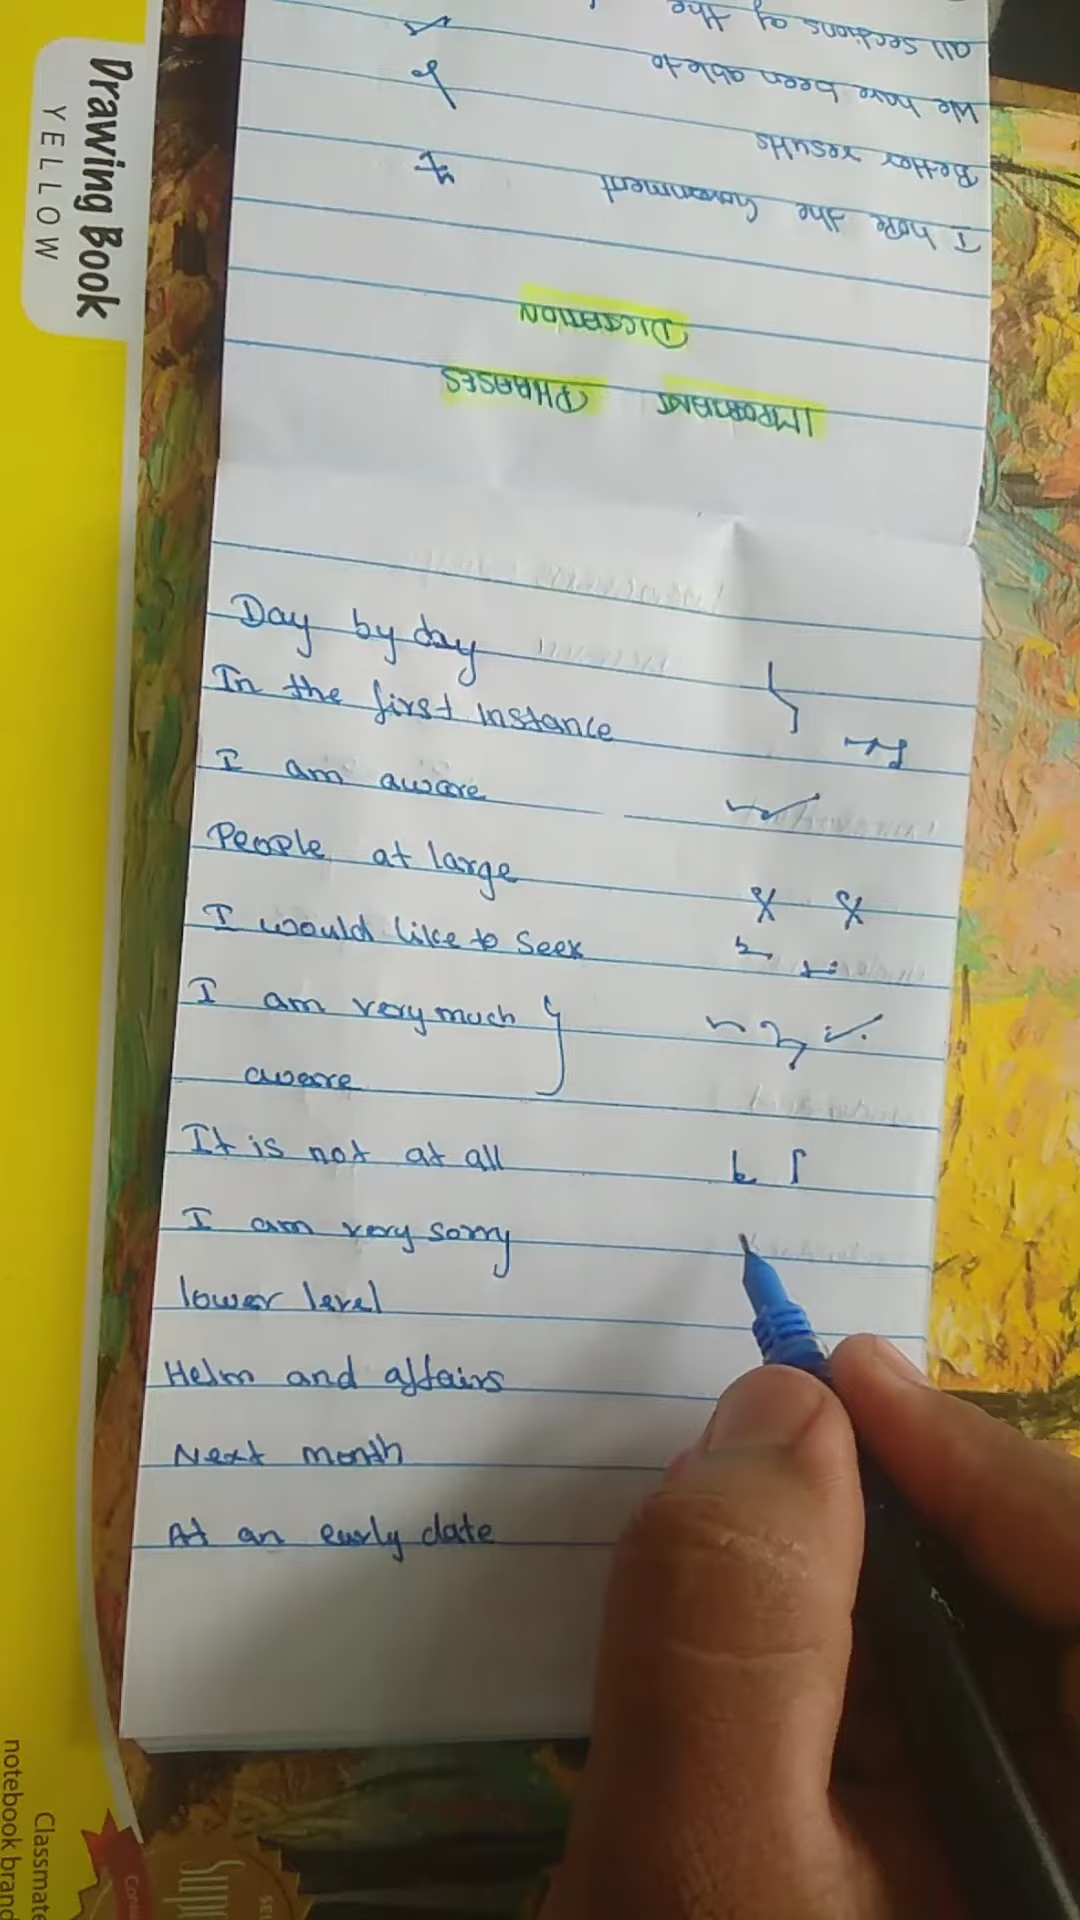 all sections of the
We have been able to
Better results
I hope the Government
DICTATION
IMPORTANT PHRASES
Day by day
In the first instance
I am aware
People at large
I would like to seek
I am very much
aware
It is not at all
I am very sorry
lower level
Helm and affairs
Next month
At an early date
Drawing Book
YELLOW
Classmate
notebook brand